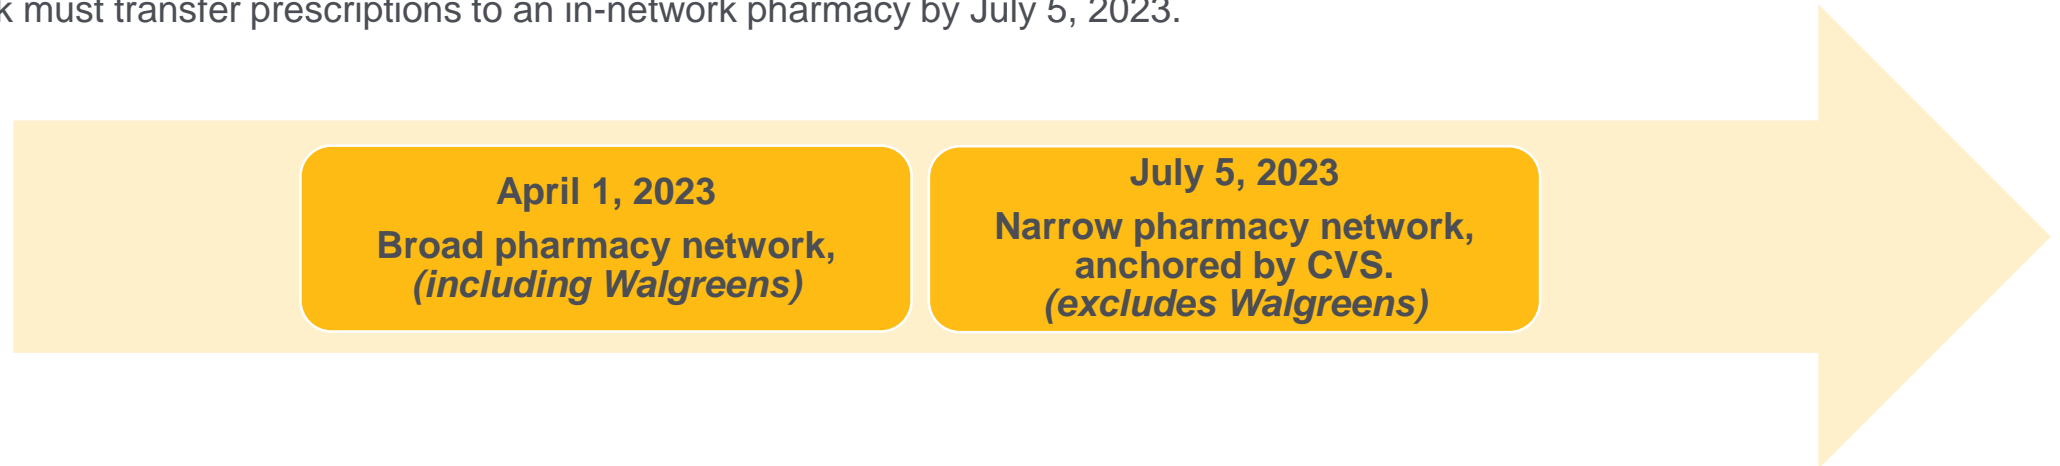 k must transfer prescriptions to an in-network pharmacy by July 5, 2023.
April 1, 2023
Broad pharmacy network,
(including Walgreens)
July 5, 2023
Narrow pharmacy network,
anchored by CVS.
(excludes Walgreens)